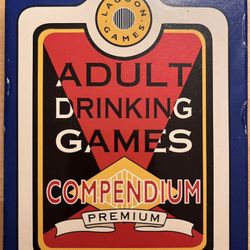 LAGOON
GAMES
ADULT
DRINKING
GAMES
COMPENDIUM
PREMIUM